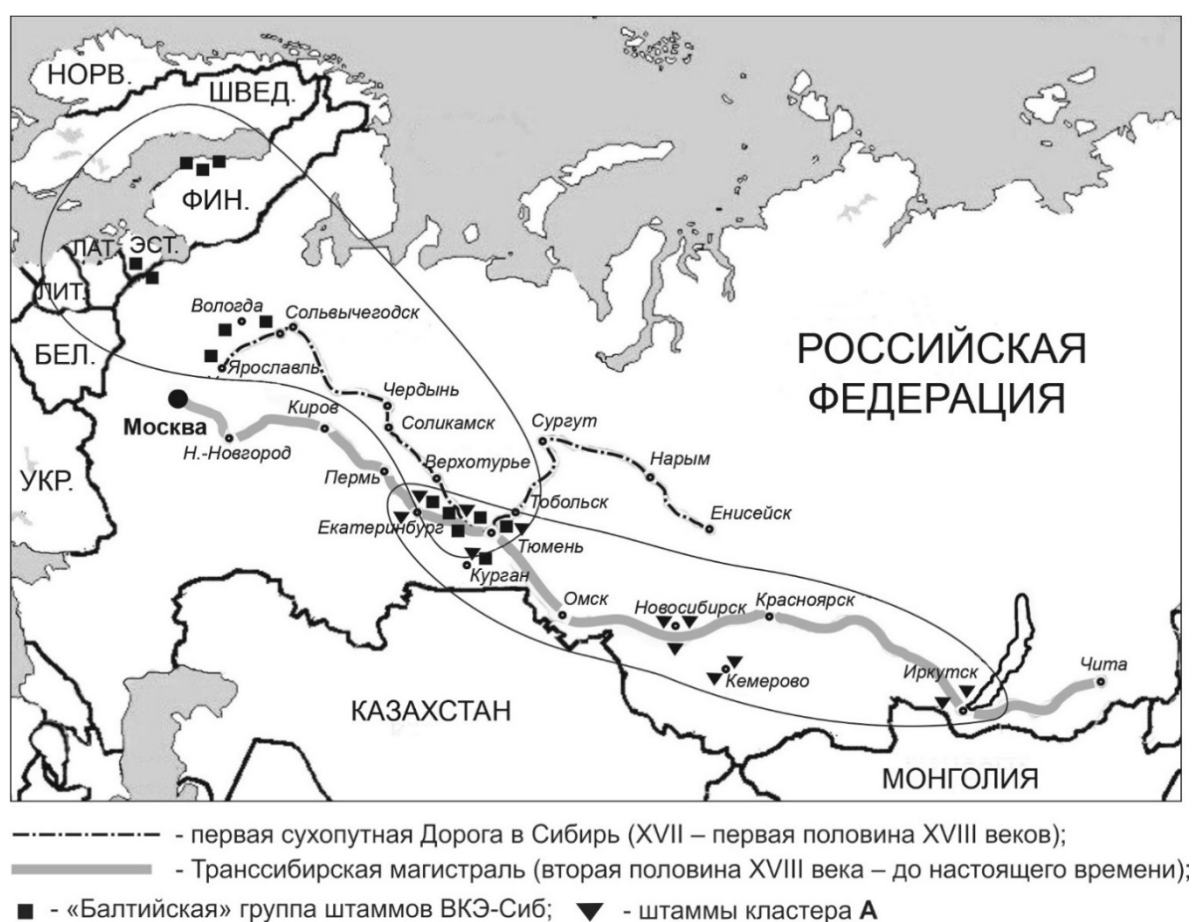 НОРВ.
ШВЕД.
ФИН.
ЛАТ.
ЭСТ.
ЛИТ.
БЕЛ.
УКР.
Вологда
Сольвычегодск
РОССИЙСКАЯ
ФЕДЕРАЦИЯ
Ярославль
Чердынь
Москва
Киров
Соликамск
Сургут
Н.-Новгород
Верхотурье
Нарым
Пермь
Тобольск
Енисейск
Екатеринбург
Тюмень
Курган
Омск
Новосибирск
Красноярск
Кемерово
Иркутск
Чита
КАЗАХСТАН
МОНГОЛИЯ
- первая сухопутная Дорога в Сибирь (XVII – первая половина XVIII веков);
- Транссибирская магистраль (вторая половина XVIII века – до настоящего времени);
- «Балтийская» группа штаммов ВКЭ-Сиб; - штаммы кластера А